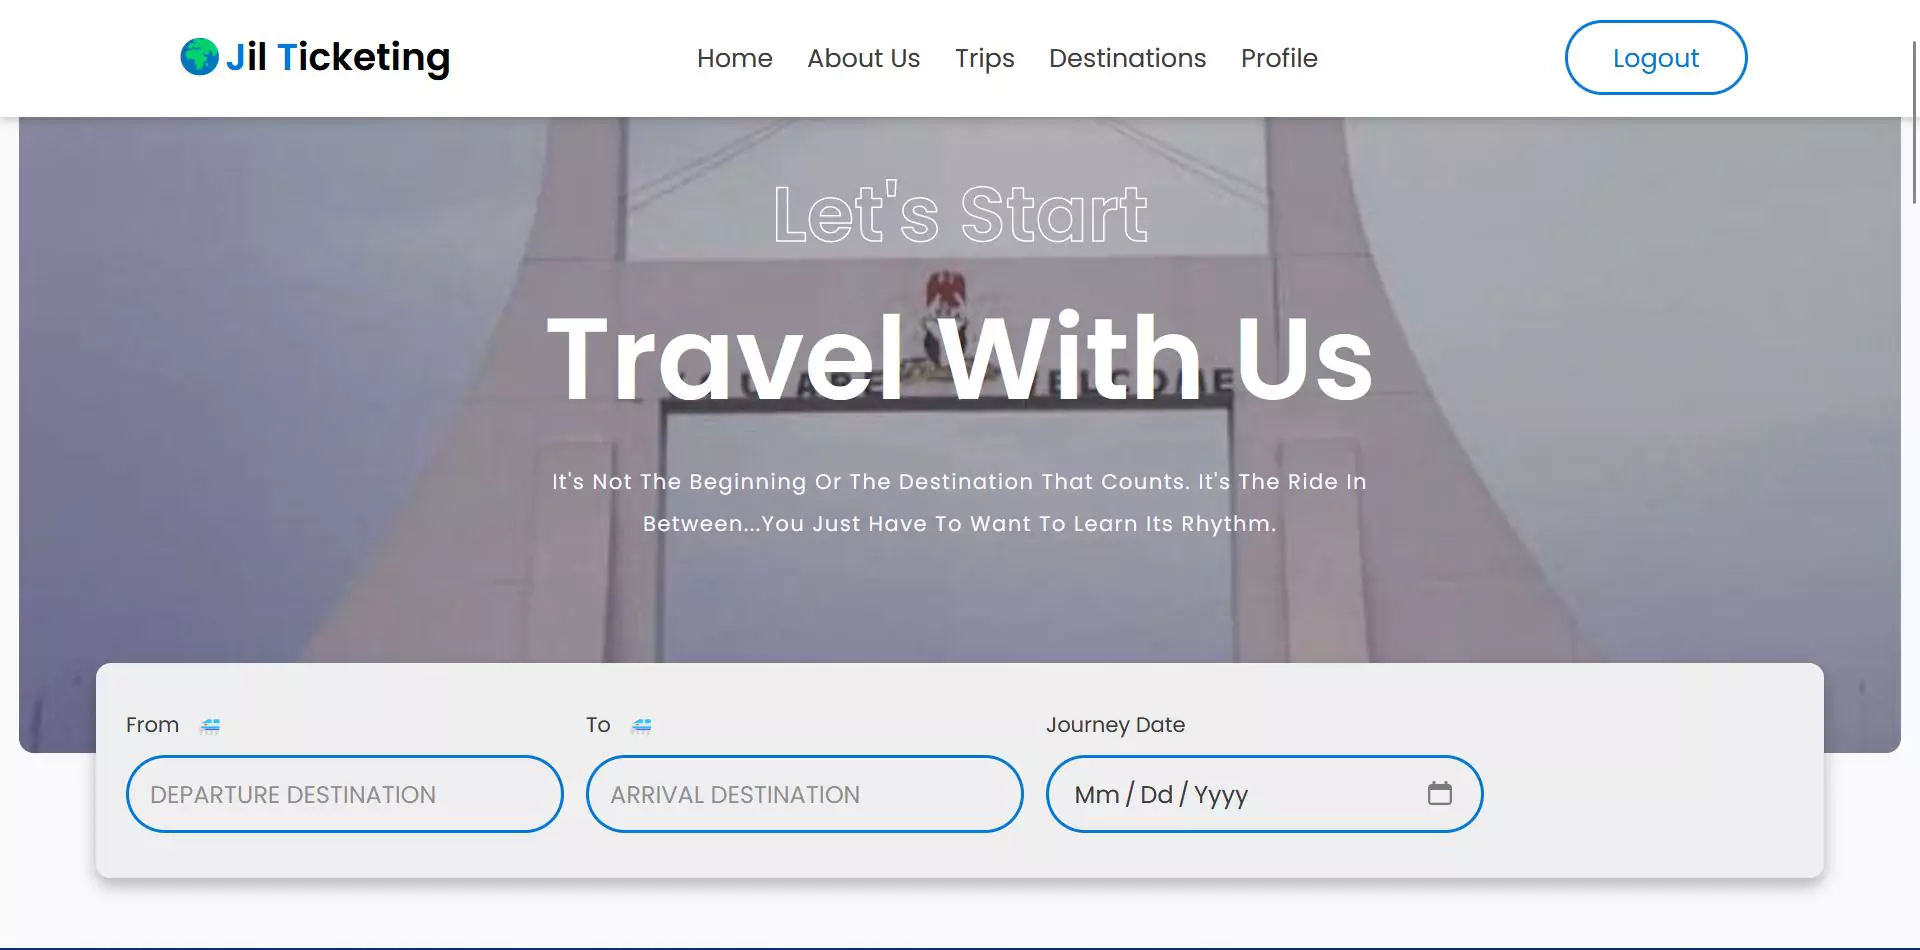 Jil Ticketing
Home About Us Trips Destinations Profile
Logout
Let's Start
Travel With Us
It's Not The Beginning Or The Destination That Counts. It's The Ride In
Between...You Just Have To Want To Learn Its Rhythm.
From To Journey Date
DEPARTURE DESTINATION ARRIVAL DESTINATION Mm / Dd / Yyyy